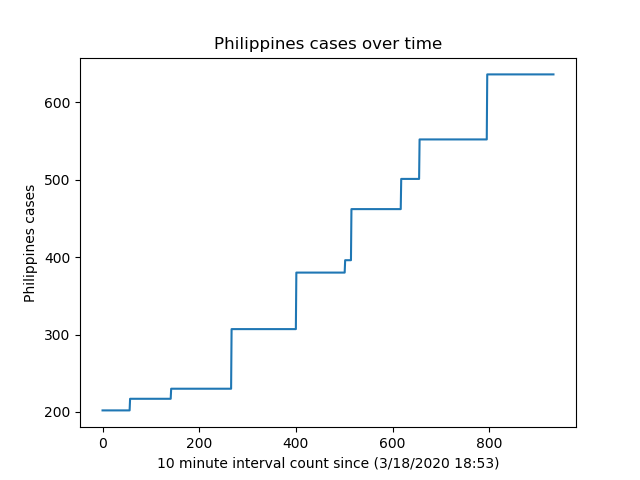 Philippines cases over time
600
500
400
300
200
Philippines cases
0 200 400 600 800
10 minute interval count since (3/18/2020 18:53)